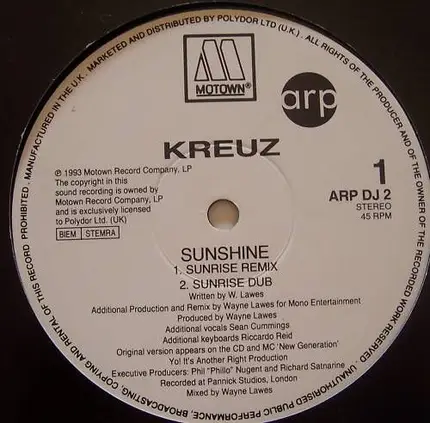 MANUFACTURED IN THE U.K. MARKETED AND DISTRIBUTED BY POLYDOR LTD (U.K.). ALL RIGHTS OF THE PRODUCER AND OF THE OWNER OF THE RECORDED WORK RESERVED. UNAUTHORISED PUBLIC PERFORMANCE, BROADCASTING, COPYING AND RENTAL OF THIS RECORD PROHIBITED.
MOTOWN®
arp
KREUZ
℗ 1993 Motown Record Company, LP
The copyright in this
sound recording is owned by
Motown Record Company, LP
and is exclusively licensed
to Polydor Ltd. (UK)
BIEM STEMRA
1
ARP DJ 2
STEREO
45 RPM
SUNSHINE
1. SUNRISE REMIX
2. SUNRISE DUB
Written by W. Lawes
Additional Production and Remix by Wayne Lawes for Mono Entertainment
Produced by Wayne Lawes
Additional vocals Sean Cummings
Additional keyboards Riccardo Reid
Original version appears on the CD and MC 'New Generation'
Yo! It's Another Right Production
Executive Producers: Phil "Phillo" Nugent and Richard Satnarine
Recorded at Pannick Studios, London
Mixed by Wayne Lawes